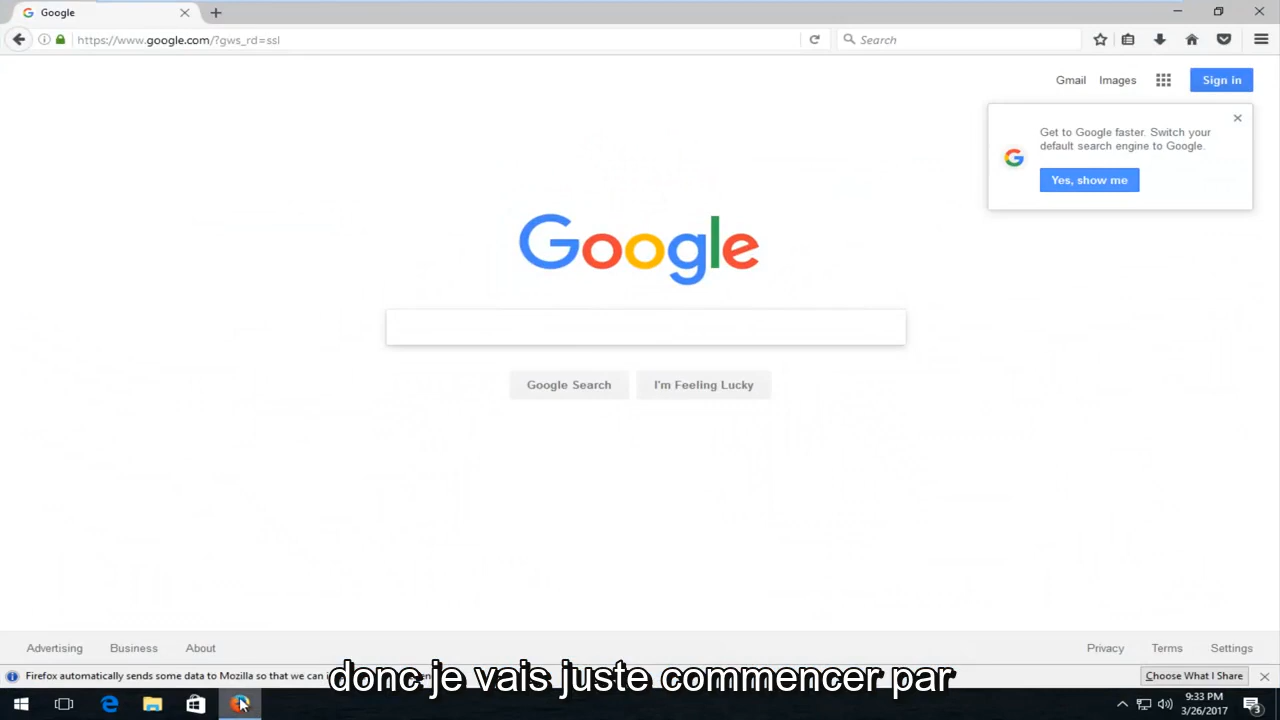 Google
https://www.google.com/?gws_rd=ssl
Search
Gmail Images Sign in
Get to Google faster. Switch your
default search engine to Google.
Yes, show me
Google
Google Search I'm Feeling Lucky
Advertising Business About Privacy Terms Settings
Firefox automatically sends some data to Mozilla so that we can
Choose What I Share
donc je vais juste commencer par
9:33 PM
3/26/2017
3